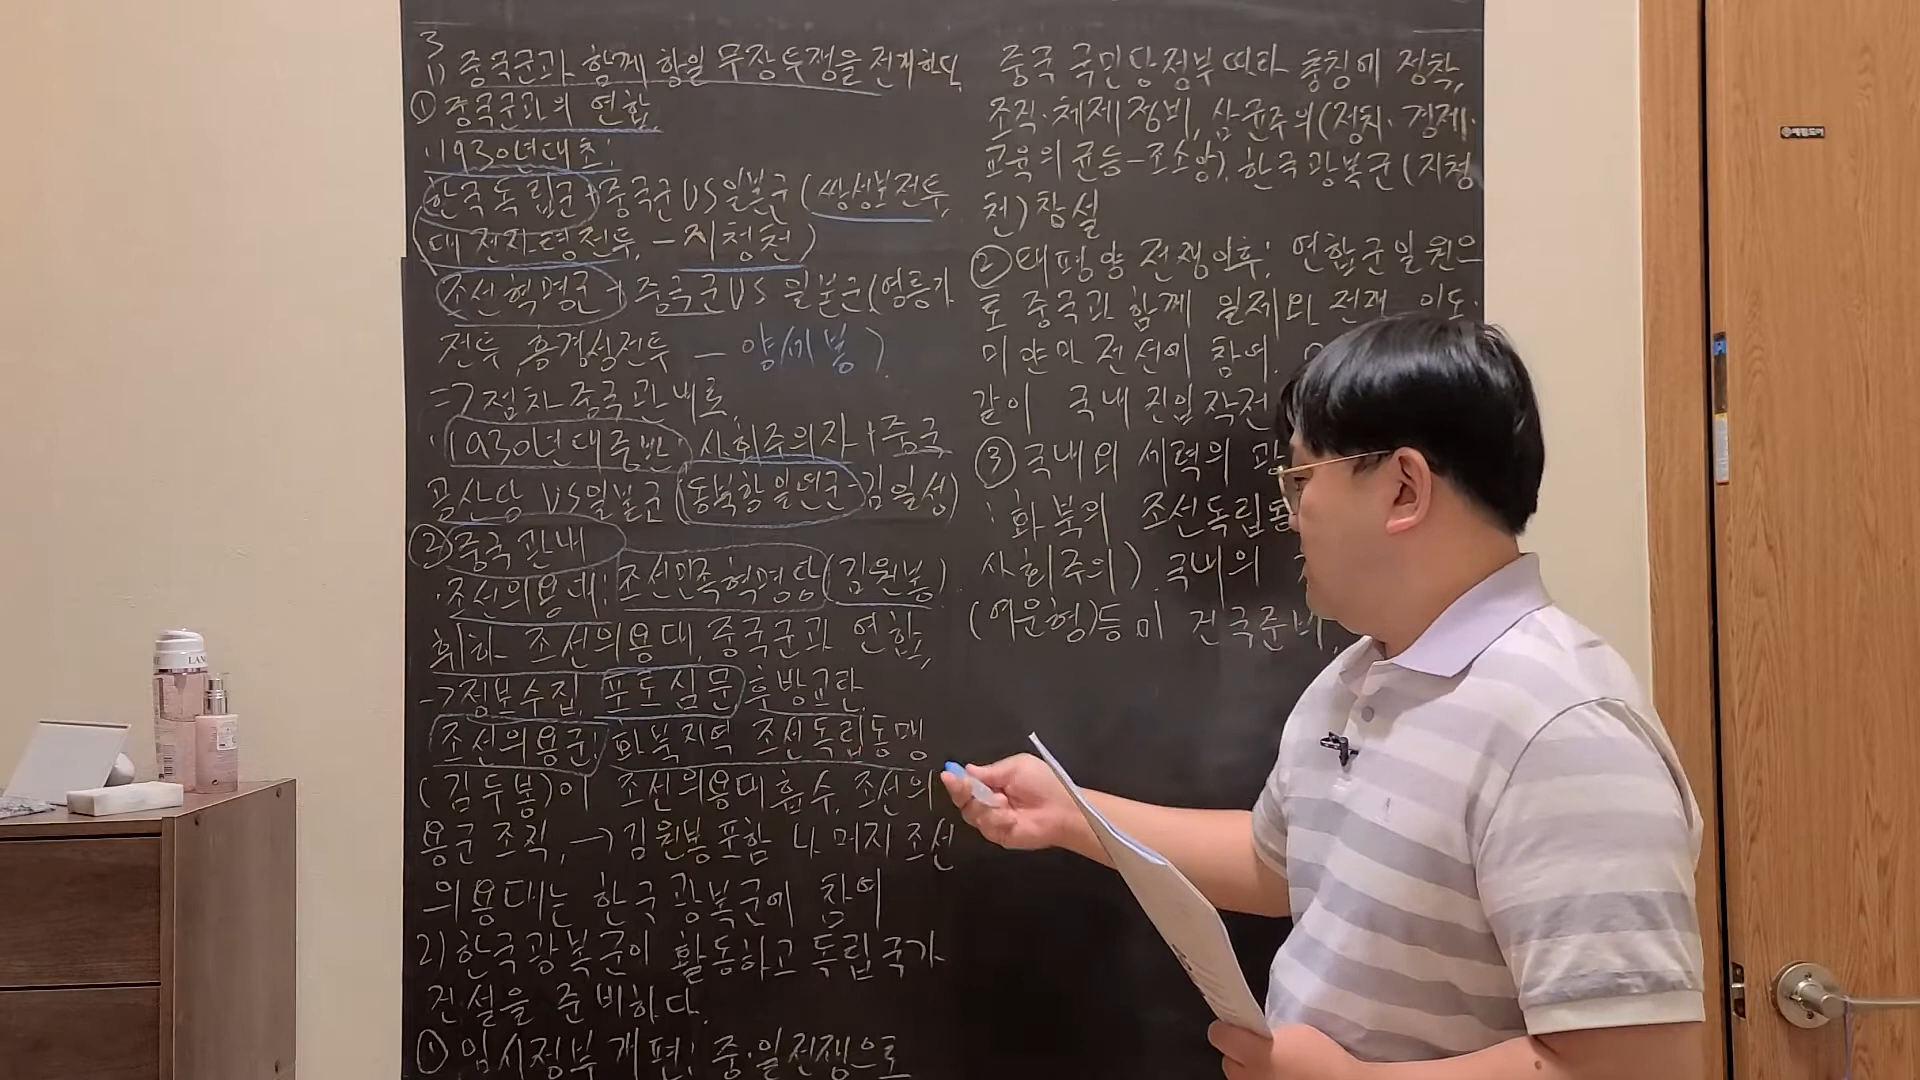 3
1) 중국군과 함께 항일 무장투쟁을 전개하다
① 중국군과의 연합
·1930년대초:
한국독립군+중국군 VS 일본군(쌍성보전투,
대전자령전투, - 지청천)
조선혁명군+중국군 VS 일본군(영릉가
전투, 흥경성전투 - 양세봉)
=> 점차 중국관내로
·1930년대중반: 사회주의자+중국
공산당 VS 일본군 (동북항일연군-김일성)
② 중국관내
·조선의용대: 조선민족혁명당(김원봉)
휘하 조선의용대, 중국군과 연합,
→정보수집, 포로심문 후방교란
조선의용군: 화북지역 조선독립동맹
(김두봉)이 조선의용대 흡수, 조선의
용군 조직, → 김원봉포함 나머지 조선
의용대는 한국 광복군에 참여
2) 한국광복군이 활동하고 독립국가
건설을 준비하다.
① 임시정부 개편: 중·일전쟁으로
중국 국민당정부 따라 충칭에 정착,
조직·체제정비, 삼균주의(정치·경제·
교육의 균등-조소앙), 한국광복군(지청
천) 창설
② 태평양 전쟁이후: 연합군일원으
로 중국과 함께 일제와 전개 인도·
미얀마 전선에 참여.
같이 국내진입작전
③ 국내외 세력의
: 화북의 조선독립동
사회주의), 국내의
(여운형)등이 건국준비,
LAN